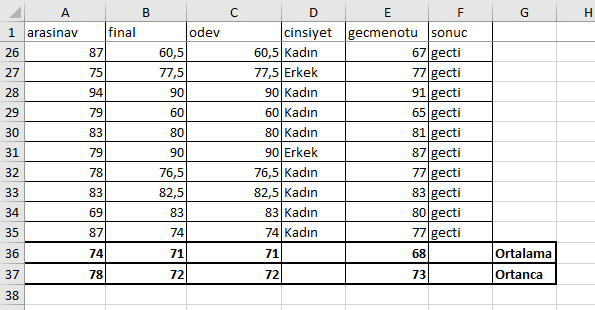 A B C D E F G H
1 arasinav final odev cinsiyet gecmenotu sonuc
26 87 60,5 60,5 Kadın 67 gecti
27 75 77,5 77,5 Erkek 77 gecti
28 94 90 90 Kadın 91 gecti
29 79 60 60 Kadın 65 gecti
30 83 80 80 Kadın 81 gecti
31 79 90 90 Erkek 87 gecti
32 78 76,5 76,5 Kadın 77 gecti
33 83 82,5 82,5 Kadın 83 gecti
34 69 83 83 Kadın 80 gecti
35 87 74 74 Kadın 77 gecti
36 74 71 71 68 Ortalama
37 78 72 72 73 Ortanca
38